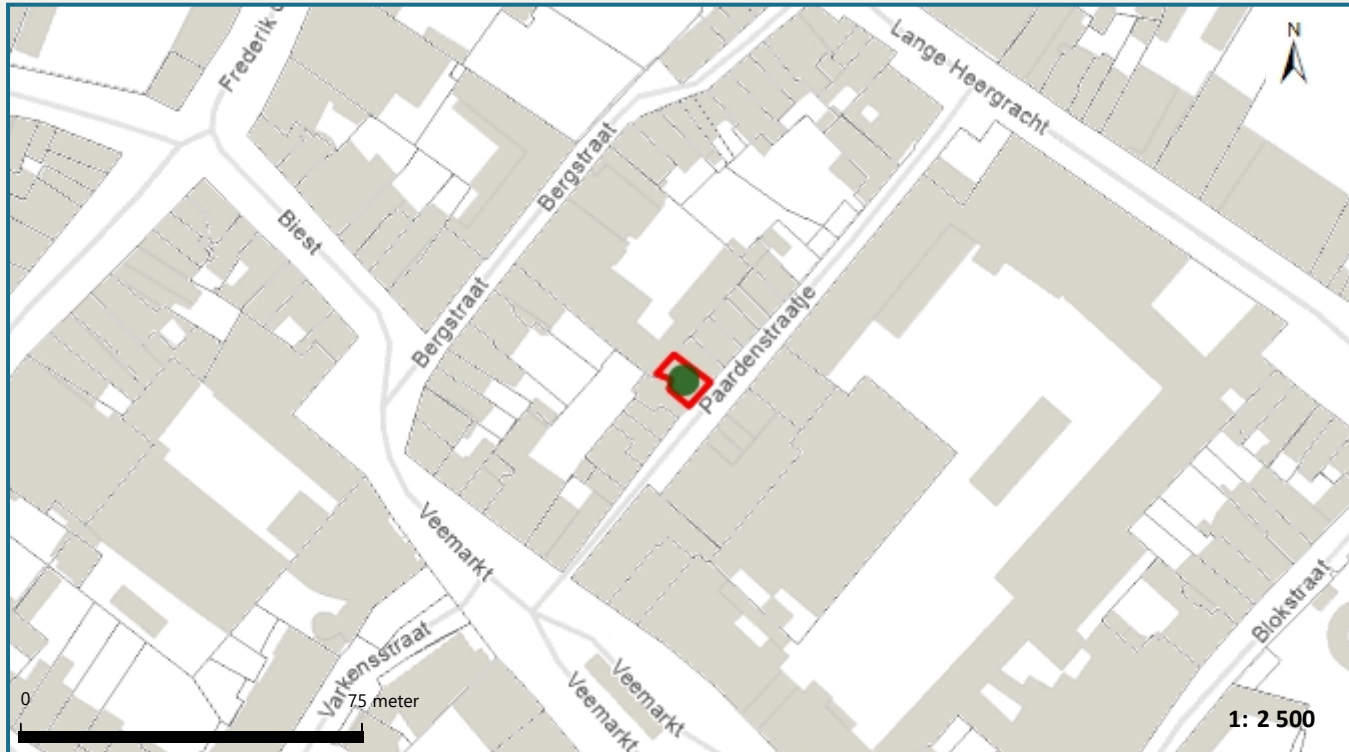 N
Lange Heergracht
Frederik d
Bergstraat
Biest
Bergstraat
Paardenstraatje
Veemarkt
Blokstraat
Varkensstraat
Veemarkt
Veemarkt
0
75 meter
1: 2 500